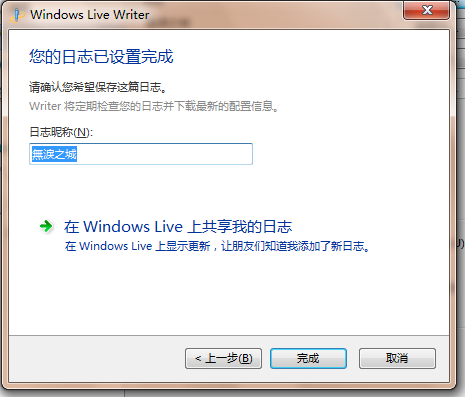 Windows Live Writer
您的日志已设置完成
请确认您希望保存这篇日志。
Writer 将定期检查您的日志并下载最新的配置信息。
日志昵称(N):
無淚之城
在 Windows Live 上共享我的日志
在 Windows Live 上显示更新，让朋友们知道我添加了新日志。
U)
< 上一步(B)
完成
取消